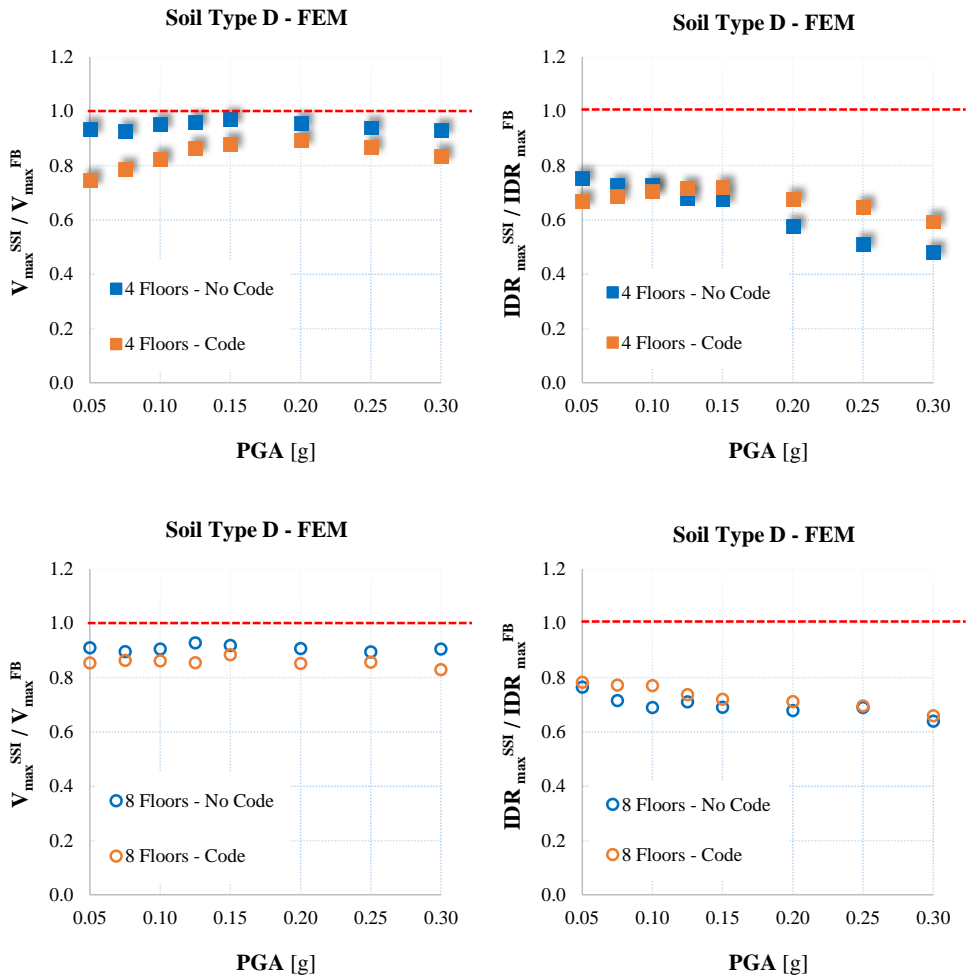 Soil Type D - FEM
1.2
1.0
0.8
0.6
0.4
0.2
0.0
V_max^SSI / V_max^FB
4 Floors - No Code
4 Floors - Code
0.05 0.10 0.15 0.20 0.25 0.30
PGA [g]
Soil Type D - FEM
1.2
1.0
0.8
0.6
0.4
0.2
0.0
IDR_max^SSI / IDR_max^FB
4 Floors - No Code
4 Floors - Code
0.05 0.10 0.15 0.20 0.25 0.30
PGA [g]
Soil Type D - FEM
1.2
1.0
0.8
0.6
0.4
0.2
0.0
V_max^SSI / V_max^FB
8 Floors - No Code
8 Floors - Code
0.05 0.10 0.15 0.20 0.25 0.30
PGA [g]
Soil Type D - FEM
1.2
1.0
0.8
0.6
0.4
0.2
0.0
IDR_max^SSI / IDR_max^FB
8 Floors - No Code
8 Floors - Code
0.05 0.10 0.15 0.20 0.25 0.30
PGA [g]